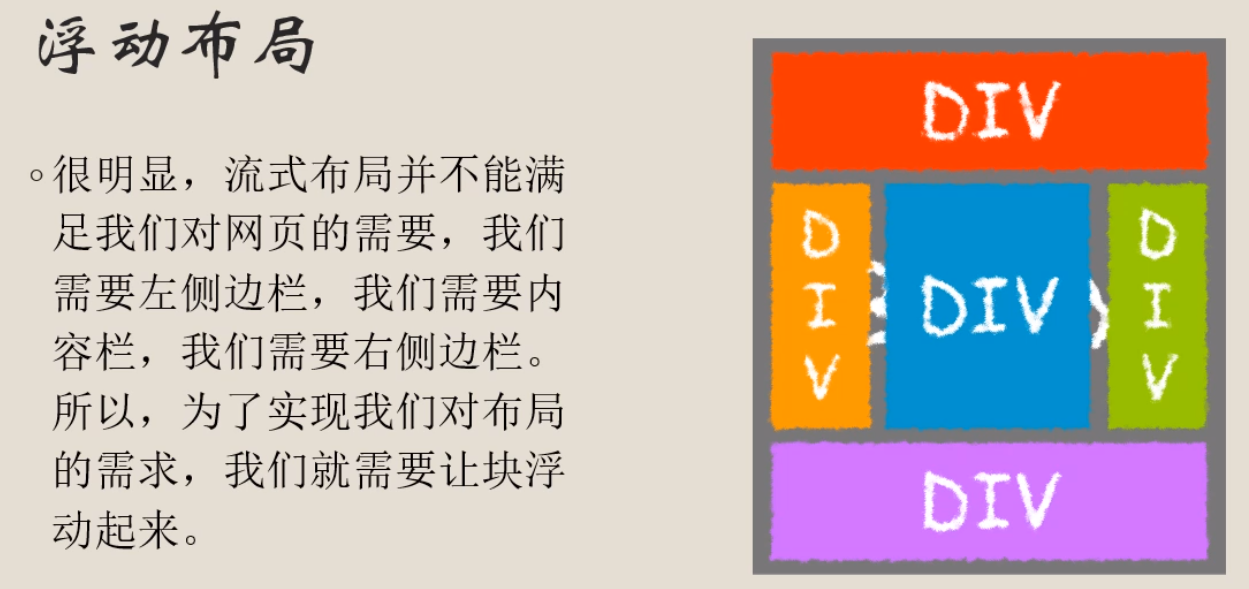 浮动布局
很明显，流式布局并不能满
足我们对网页的需要，我们
需要左侧边栏，我们需要内
容栏，我们需要右侧边栏。
所以，为了实现我们对布局
的需求，我们就需要让块浮
动起来。
DIV
DIV
DIV
DIV
DIV